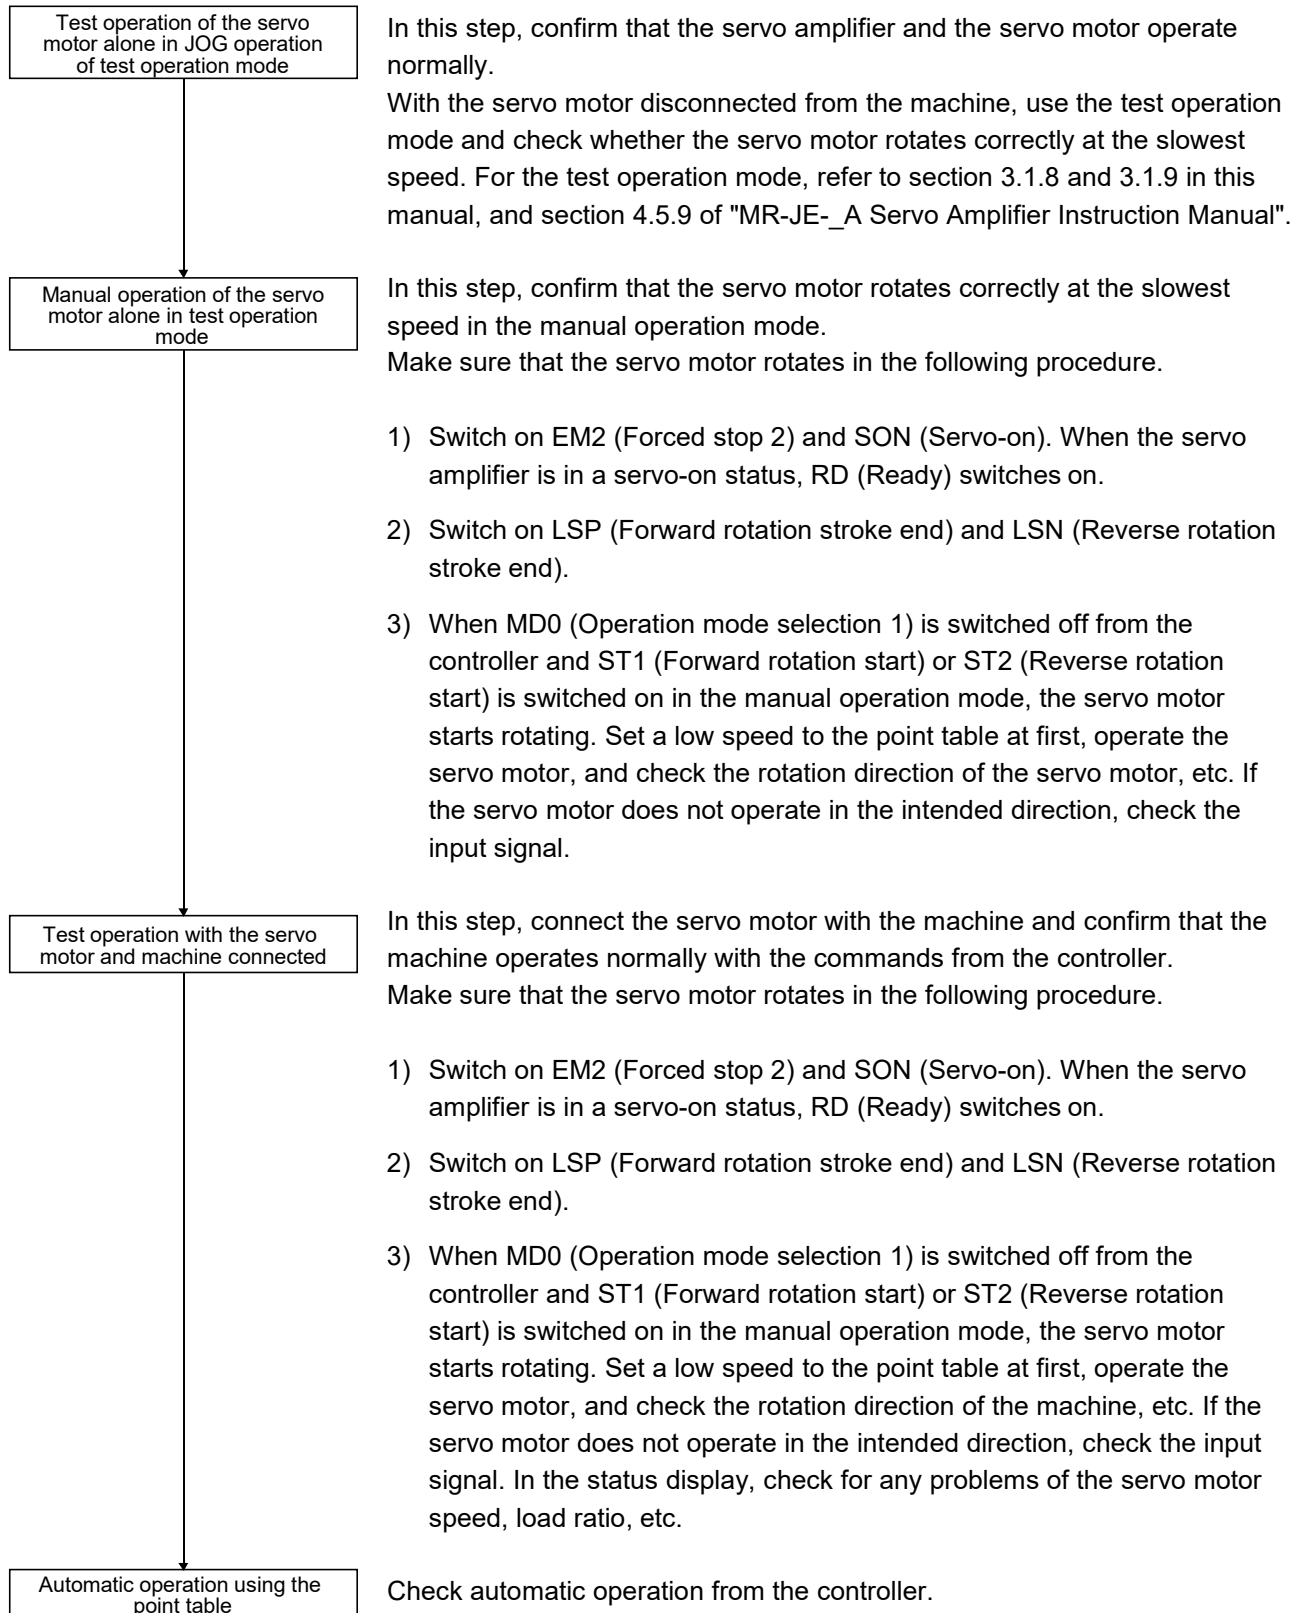 Test operation of the servo
motor alone in JOG operation
of test operation mode
In this step, confirm that the servo amplifier and the servo motor operate
normally.
With the servo motor disconnected from the machine, use the test operation
mode and check whether the servo motor rotates correctly at the slowest
speed. For the test operation mode, refer to section 3.1.8 and 3.1.9 in this
manual, and section 4.5.9 of "MR-JE-_A Servo Amplifier Instruction Manual".
Manual operation of the servo
motor alone in test operation
mode
In this step, confirm that the servo motor rotates correctly at the slowest
speed in the manual operation mode.
Make sure that the servo motor rotates in the following procedure.
1) Switch on EM2 (Forced stop 2) and SON (Servo-on). When the servo
amplifier is in a servo-on status, RD (Ready) switches on.
2) Switch on LSP (Forward rotation stroke end) and LSN (Reverse rotation
stroke end).
3) When MD0 (Operation mode selection 1) is switched off from the
controller and ST1 (Forward rotation start) or ST2 (Reverse rotation
start) is switched on in the manual operation mode, the servo motor
starts rotating. Set a low speed to the point table at first, operate the
servo motor, and check the rotation direction of the servo motor, etc. If
the servo motor does not operate in the intended direction, check the
input signal.
Test operation with the servo
motor and machine connected
In this step, connect the servo motor with the machine and confirm that the
machine operates normally with the commands from the controller.
Make sure that the servo motor rotates in the following procedure.
1) Switch on EM2 (Forced stop 2) and SON (Servo-on). When the servo
amplifier is in a servo-on status, RD (Ready) switches on.
2) Switch on LSP (Forward rotation stroke end) and LSN (Reverse rotation
stroke end).
3) When MD0 (Operation mode selection 1) is switched off from the
controller and ST1 (Forward rotation start) or ST2 (Reverse rotation
start) is switched on in the manual operation mode, the servo motor
starts rotating. Set a low speed to the point table at first, operate the
servo motor, and check the rotation direction of the machine, etc. If the
servo motor does not operate in the intended direction, check the input
signal. In the status display, check for any problems of the servo motor
speed, load ratio, etc.
Automatic operation using the
point table
Check automatic operation from the controller.